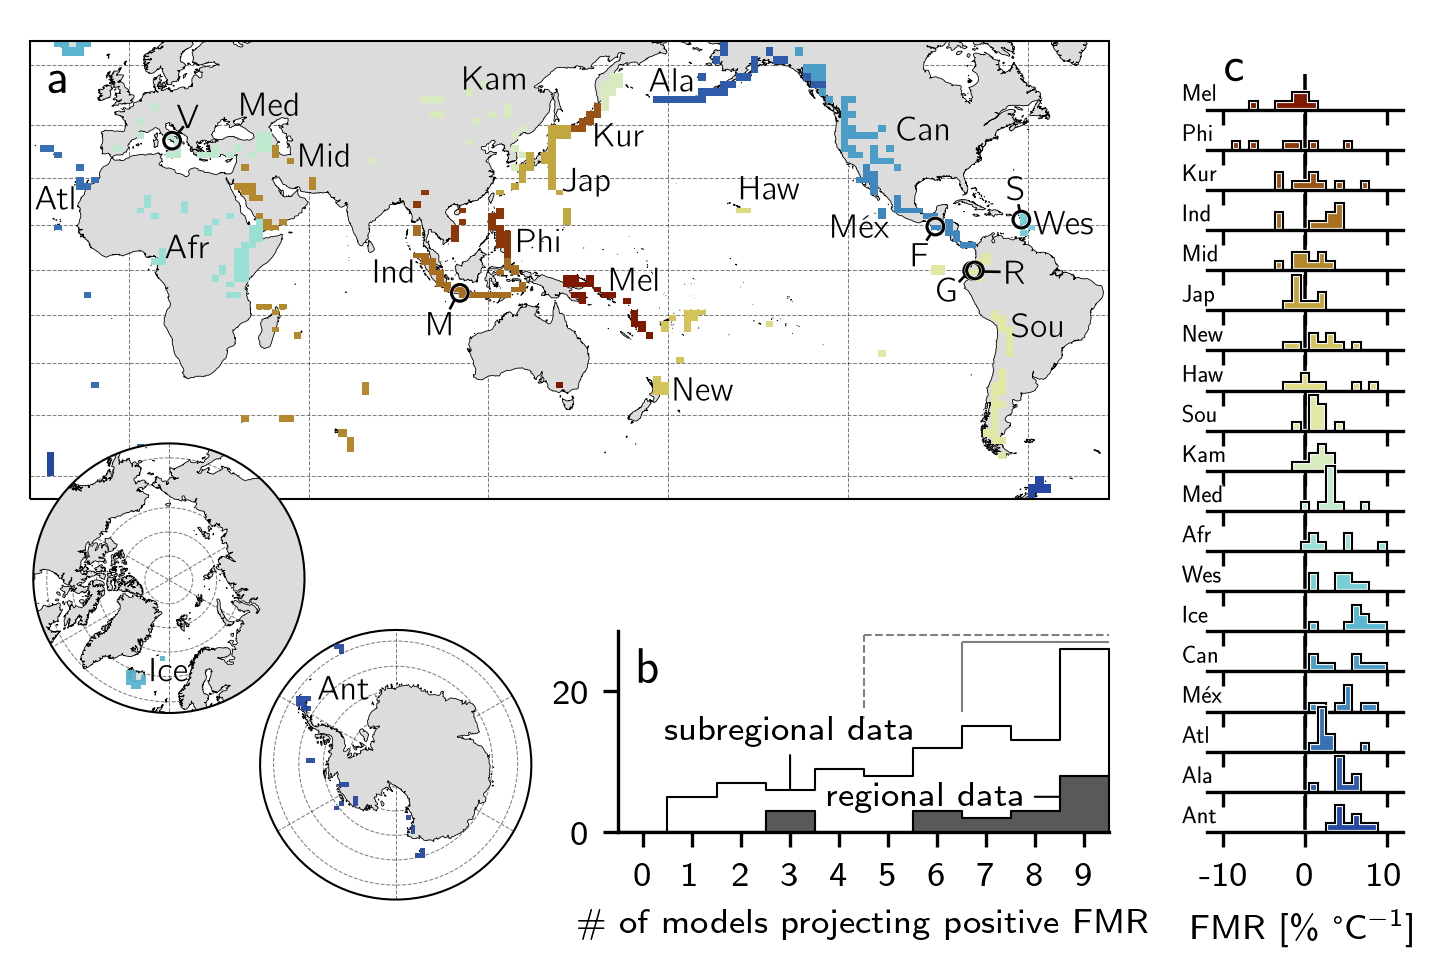 a
Kam
Ala
V
Med
Kur
Can
Mid
Atl
Jap
Haw
S
Méx
Wes
Afr
Phi
F
Ind
Mel
G
R
M
Sou
New
Ice
Ant
b
20
subregional data
regional data
0
0 1 2 3 4 5 6 7 8 9
# of models projecting positive FMR
c
Mel
Phi
Kur
Ind
Mid
Jap
New
Haw
Sou
Kam
Med
Afr
Wes
Ice
Can
Méx
Atl
Ala
Ant
-10 0 10
FMR [% °C⁻¹]